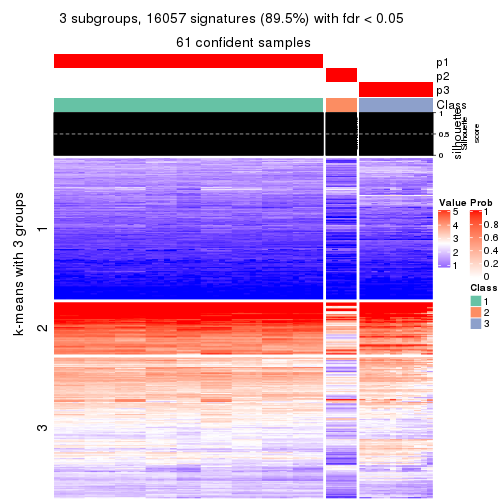 3 subgroups, 16057 signatures (89.5%) with fdr < 0.05
61 confident samples
p1
p2
p3
Class
1
0.5
0
silhouette
Silhouette
score
k-means with 3 groups
1
2
3
Value
5
4
3
2
1
Prob
1
0.8
0.6
0.4
0.2
0
Class
1
2
3